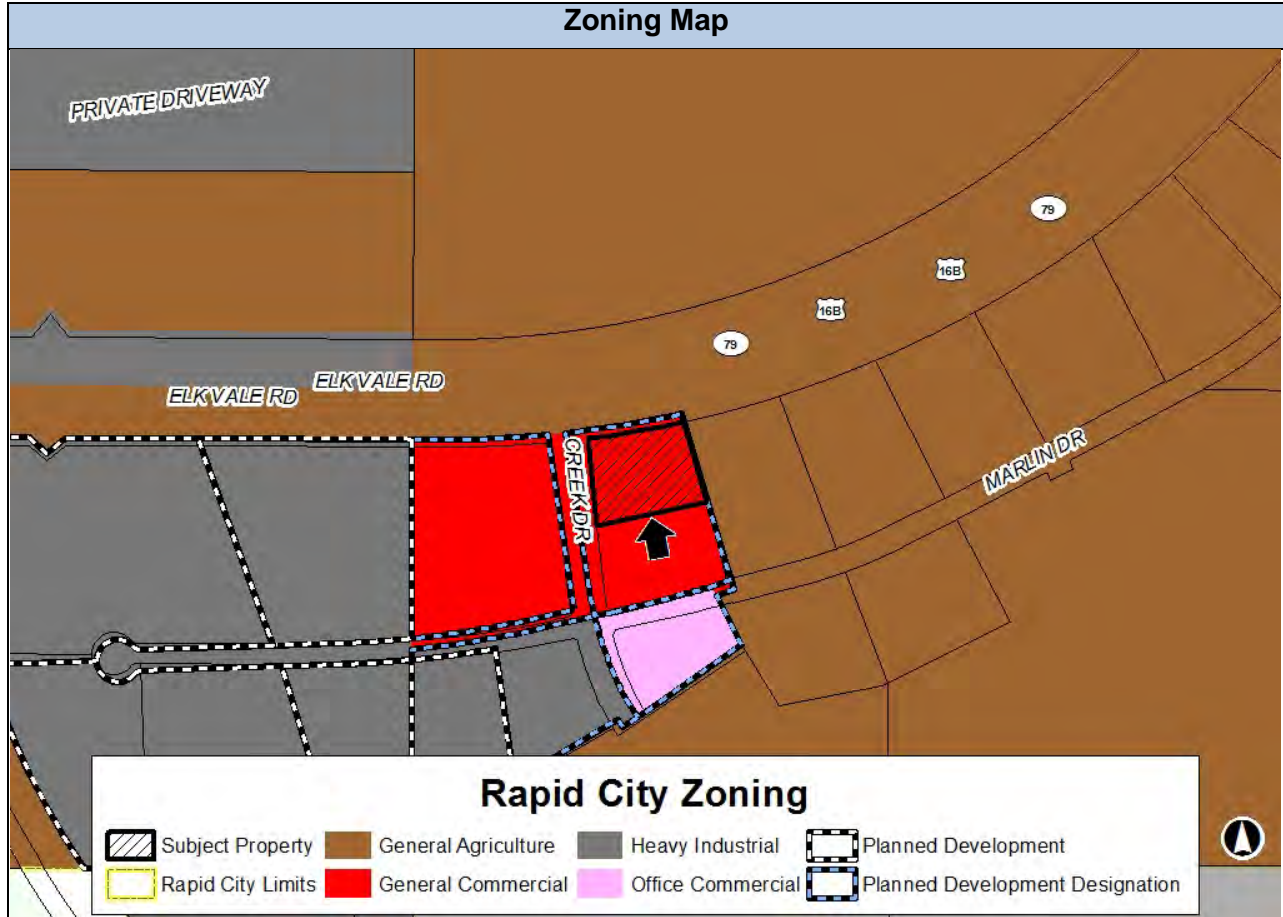 Zoning Map
PRIVATE DRIVEWAY
79
16B
16B
79
ELK VALE RD
ELK VALE RD
CREEK DR
MARLIN DR
Rapid City Zoning
Subject Property General Agriculture Heavy Industrial Planned Development
Rapid City Limits General Commercial Office Commercial Planned Development Designation